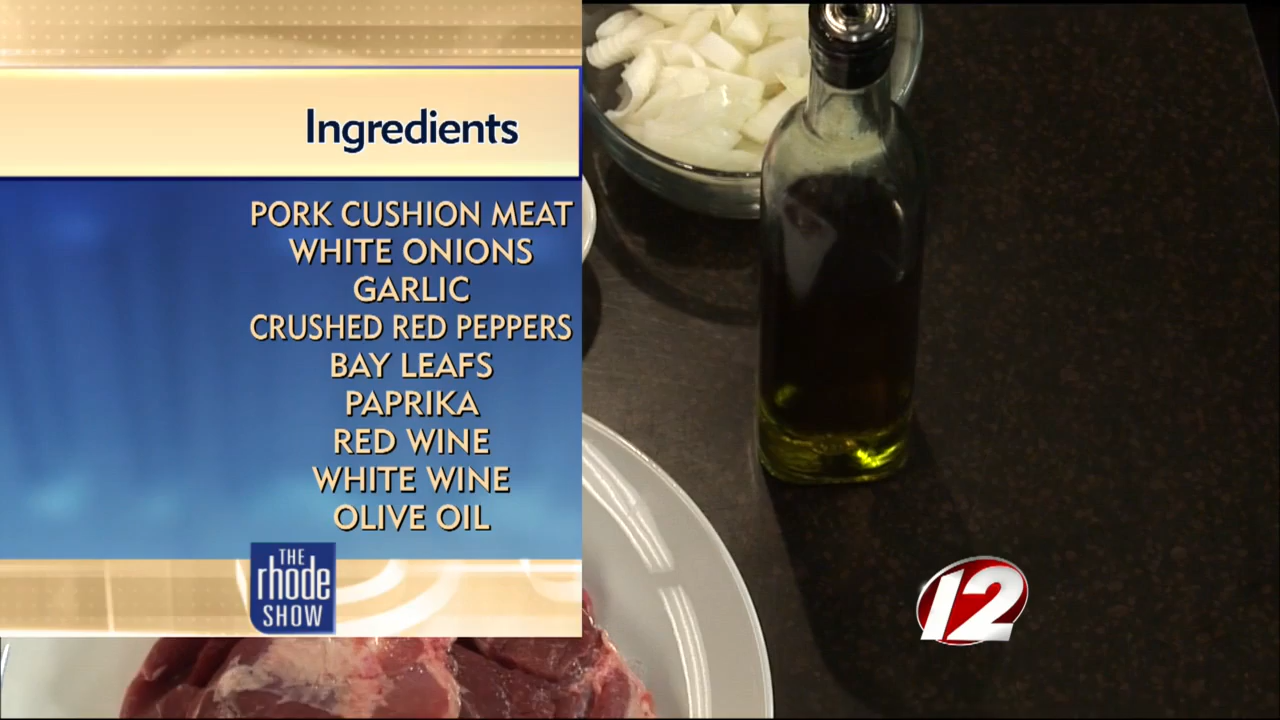 Ingredients
PORK CUSHION MEAT
WHITE ONIONS
GARLIC
CRUSHED RED PEPPERS
BAY LEAFS
PAPRIKA
RED WINE
WHITE WINE
OLIVE OIL
THE
rhode
SHOW
12